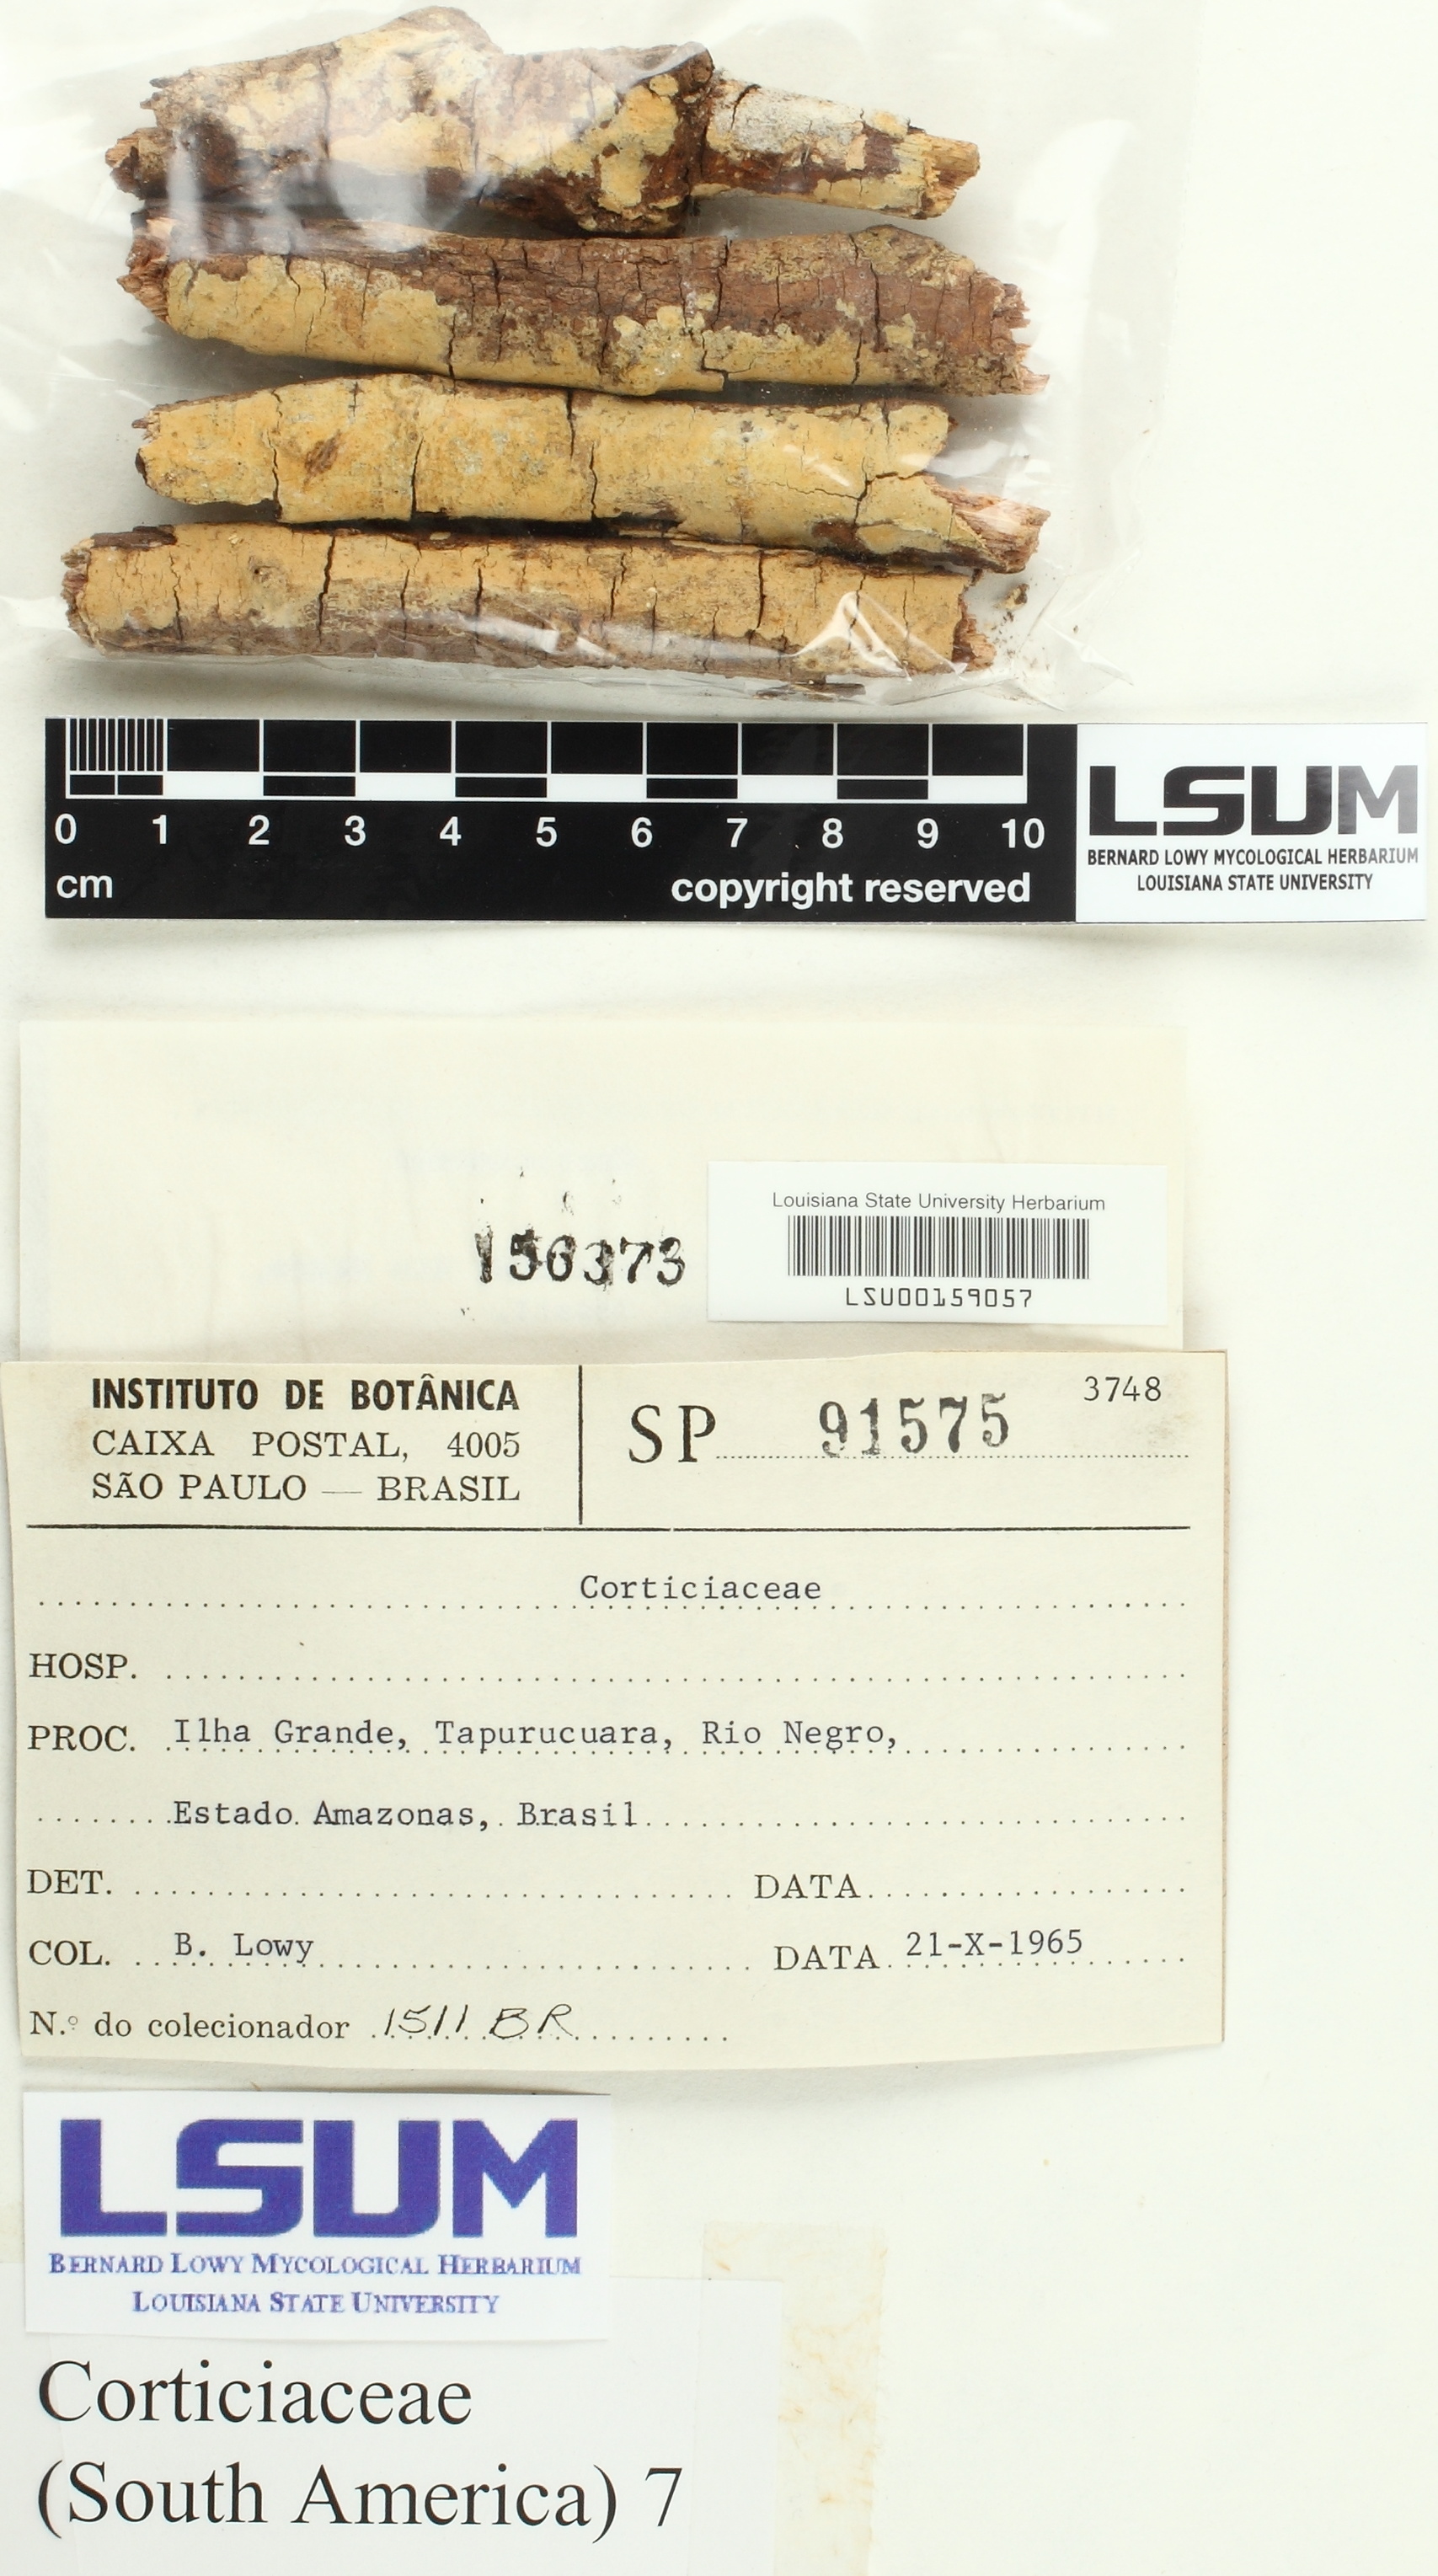 0 1 2 3 4 5 6 7 8 9 10
cm
copyright reserved
LSUM
BERNARD LOWY MYCOLOGICAL HERBARIUM
LOUISIANA STATE UNIVERSITY
156373
Louisiana State University Herbarium
LSU00159057
INSTITUTO DE BOTÂNICA
CAIXA POSTAL, 4005
SÃO PAULO — BRASIL
SP 91575
3748
Corticiaceae
HOSP.
PROC. Ilha Grande, Tapurucuara, Rio Negro,
Estado Amazonas, Brasil
DET. DATA
COL. B. Lowy DATA 21-X-1965
N.º do colecionador 1511 BR
LSUM
BERNARD LOWY MYCOLOGICAL HERBARIUM
LOUISIANA STATE UNIVERSITY
Corticiaceae
(South America) 7